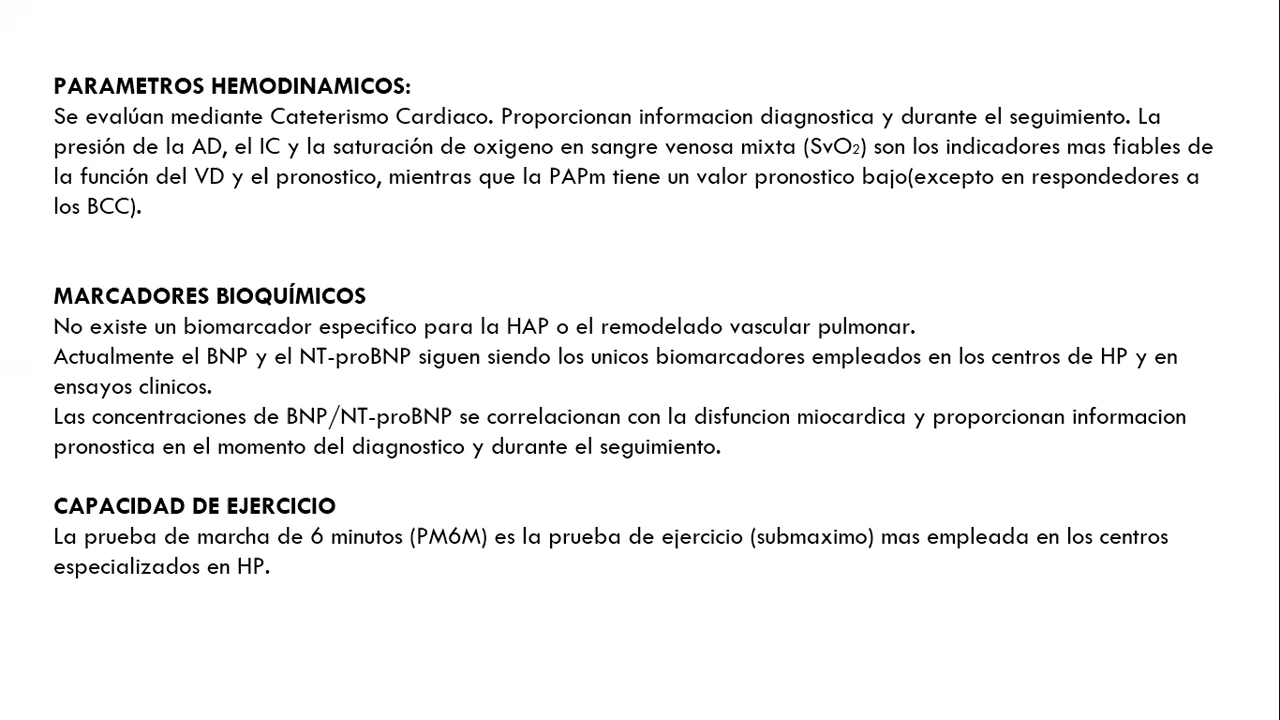 PARAMETROS HEMODINAMICOS:
Se evalúan mediante Cateterismo Cardiaco. Proporcionan informacion diagnostica y durante el seguimiento. La
presión de la AD, el IC y la saturación de oxigeno en sangre venosa mixta (SvO₂) son los indicadores mas fiables de
la función del VD y el pronostico, mientras que la PAPm tiene un valor pronostico bajo(excepto en respondedores a
los BCC).
MARCADORES BIOQUÍMICOS
No existe un biomarcador especifico para la HAP o el remodelado vascular pulmonar.
Actualmente el BNP y el NT-proBNP siguen siendo los unicos biomarcadores empleados en los centros de HP y en
ensayos clinicos.
Las concentraciones de BNP/NT-proBNP se correlacionan con la disfuncion miocardica y proporcionan informacion
pronostica en el momento del diagnostico y durante el seguimiento.
CAPACIDAD DE EJERCICIO
La prueba de marcha de 6 minutos (PM6M) es la prueba de ejercicio (submaximo) mas empleada en los centros
especializados en HP.